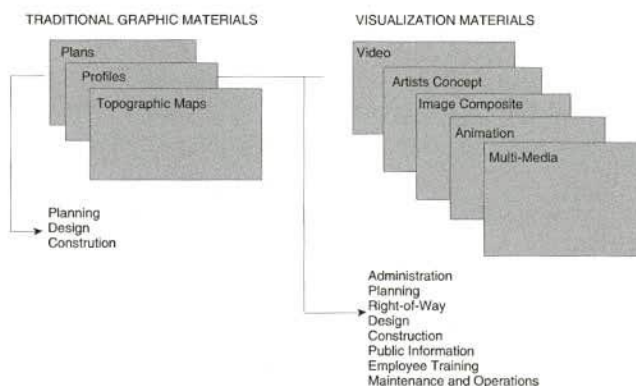 TRADITIONAL GRAPHIC MATERIALS
Plans
Profiles
Topographic Maps
Planning
Design
Constrution
VISUALIZATION MATERIALS
Video
Artists Concept
Image Composite
Animation
Multi-Media
Administration
Planning
Right-of-Way
Design
Construction
Public Information
Employee Training
Maintenance and Operations